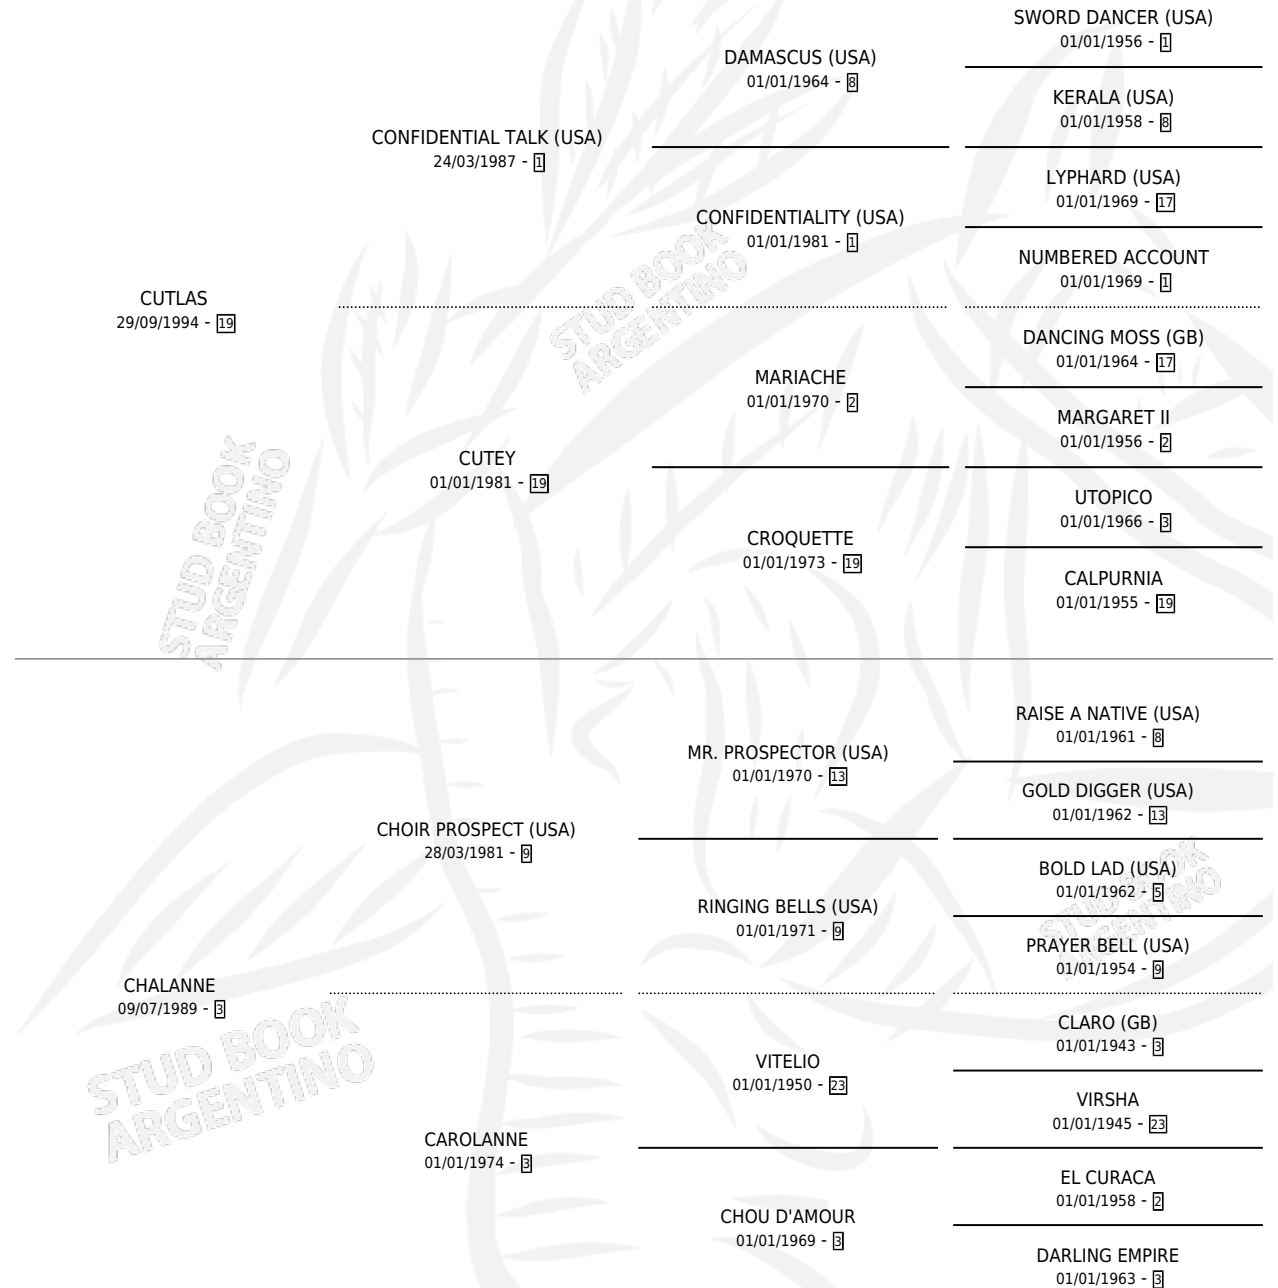 SWORD DANCER (USA)
01/01/1956 - 1
DAMASCUS (USA)
01/01/1964 - 8
KERALA (USA)
01/01/1958 - 8
CONFIDENTIAL TALK (USA)
24/03/1987 - 1
LYPHARD (USA)
01/01/1969 - 17
CONFIDENTIALITY (USA)
01/01/1981 - 1
NUMBERED ACCOUNT
01/01/1969 - 1
CUTLAS
29/09/1994 - 19
STUD BOOK
ARGENTINO
DANCING MOSS (GB)
01/01/1964 - 17
MARIACHE
01/01/1970 - 2
MARGARET II
01/01/1956 - 2
CUTEY
01/01/1981 - 19
UTOPICO
01/01/1966 - 3
CROQUETTE
01/01/1973 - 19
CALPURNIA
01/01/1955 - 19
STUD BOOK
ARGENTINO
RAISE A NATIVE (USA)
01/01/1961 - 8
MR. PROSPECTOR (USA)
01/01/1970 - 13
GOLD DIGGER (USA)
01/01/1962 - 13
CHOIR PROSPECT (USA)
28/03/1981 - 9
BOLD LAD (USA)
01/01/1962 - 5
STUD BOOK
ARGENTINO
RINGING BELLS (USA)
01/01/1971 - 9
PRAYER BELL (USA)
01/01/1954 - 9
CHALANNE
09/07/1989 - 3
STUD BOOK
ARGENTINO
CLARO (GB)
01/01/1943 - 3
VITELIO
01/01/1950 - 23
VIRSHA
01/01/1945 - 23
CAROLANNE
01/01/1974 - 3
EL CURACA
01/01/1958 - 2
CHOU D'AMOUR
01/01/1969 - 3
DARLING EMPIRE
01/01/1963 - 3